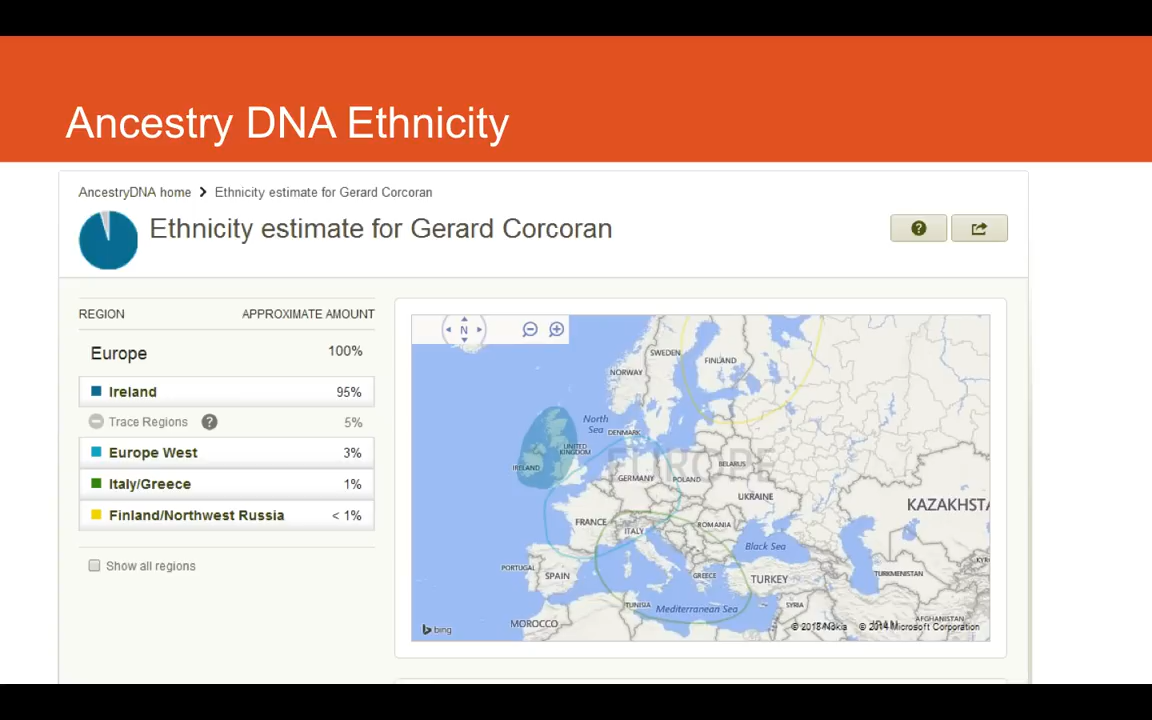 Ancestry DNA Ethnicity
AncestryDNA home > Ethnicity estimate for Gerard Corcoran
Ethnicity estimate for Gerard Corcoran
?
REGION APPROXIMATE AMOUNT
Europe 100%
Ireland 95%
Trace Regions ? 5%
Europe West 3%
Italy/Greece 1%
Finland/Northwest Russia < 1%
Show all regions
N
SWEDEN
FINLAND
NORWAY
North
Sea
DENMARK
UNITED
KINGDOM
IRELAND
EUROPE
BELARUS
GERMANY
POLAND
UKRAINE
KAZAKHSTA
FRANCE
ROMANIA
ITALY
Black Sea
PORTUGAL
SPAIN
GREECE
TURKEY
TURKMENISTAN
KYR
TUNISIA
Mediterranean Sea
SYRIA
MOROCCO
AFGHANISTAN
IRAN
bing
© 2014 Microsoft Corporation